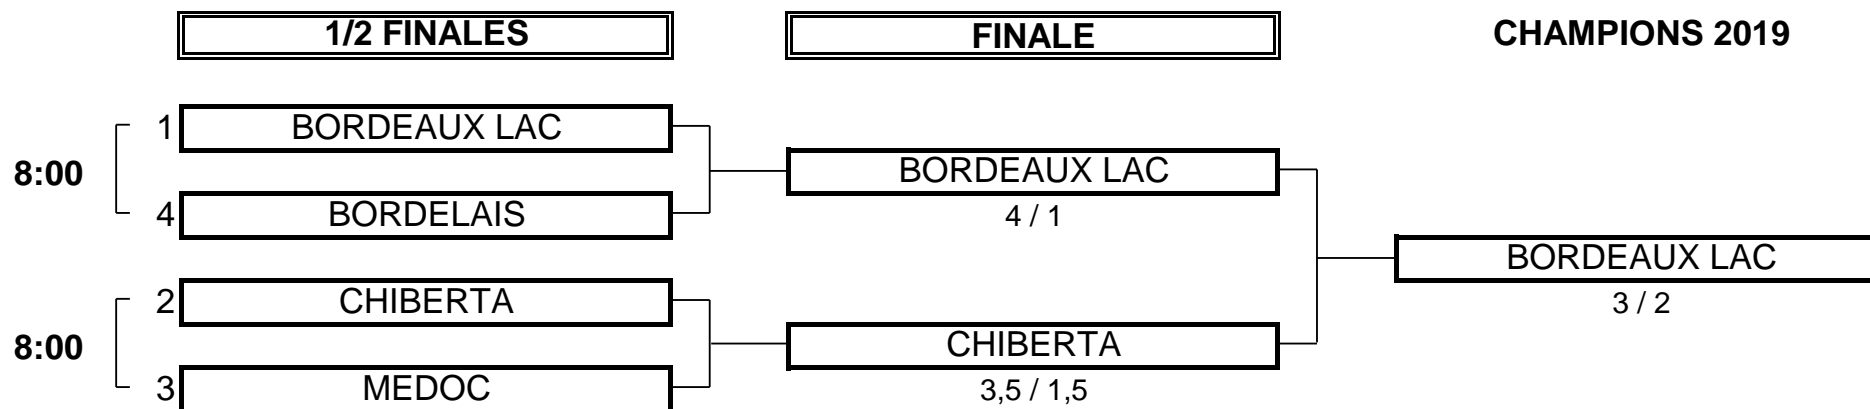 1/2 FINALES
FINALE
CHAMPIONS 2019
8:00
1 BORDEAUX LAC
4 BORDELAIS
BORDEAUX LAC
4 / 1
BORDEAUX LAC
3 / 2
8:00
2 CHIBERTA
3 MEDOC
CHIBERTA
3,5 / 1,5